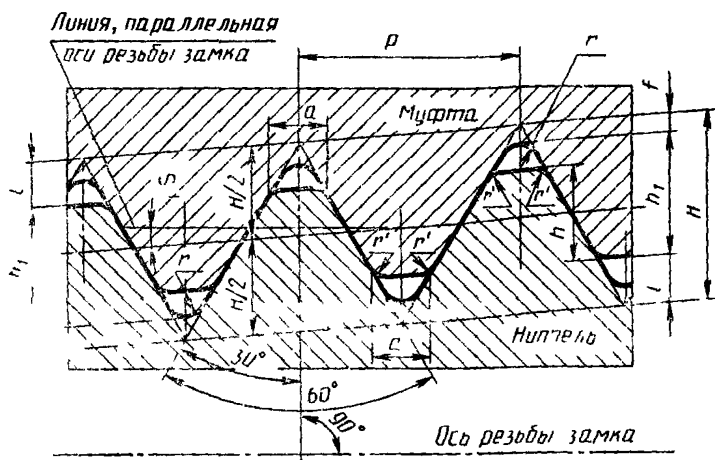 Линия, параллельная
оси резьбы замка
P
r
f
Муфта
a
l
φ
H/2
h₁
H
r'
r'
h
r
r'
r'
h₁
H/2
l
a
Ниппель
30°
60°
90°
Ось резьбы замка